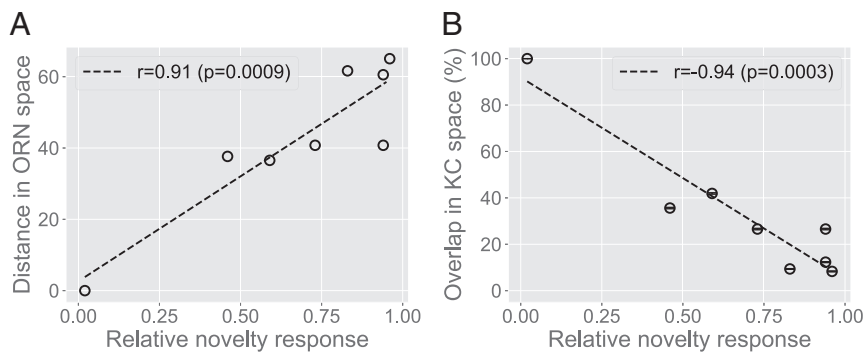 A
r=0.91 (p=0.0009)
Distance in ORN space
60
40
20
0
0.00 0.25 0.50 0.75 1.00
Relative novelty response
B
r=-0.94 (p=0.0003)
Overlap in KC space (%)
100
80
60
40
20
0
0.00 0.25 0.50 0.75 1.00
Relative novelty response